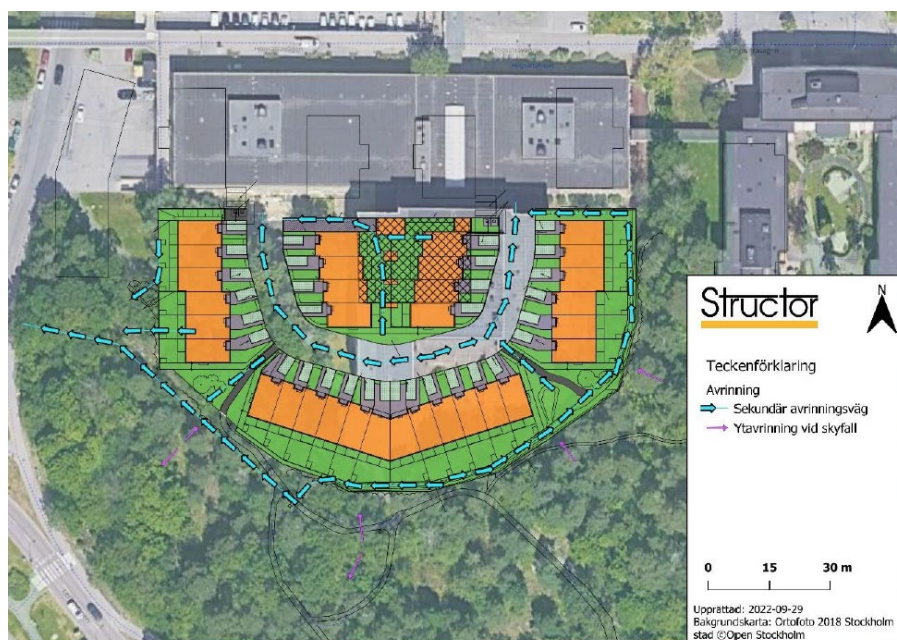 Structor
N
Teckenförklaring
Avrinning
Sekundär avrinningsväg
Ytavrinning vid skyfall
0 15 30 m
Upprättad: 2022-09-29
Bakgrundskarta: Ortofoto 2018 Stockholm
stad ©Open Stockholm